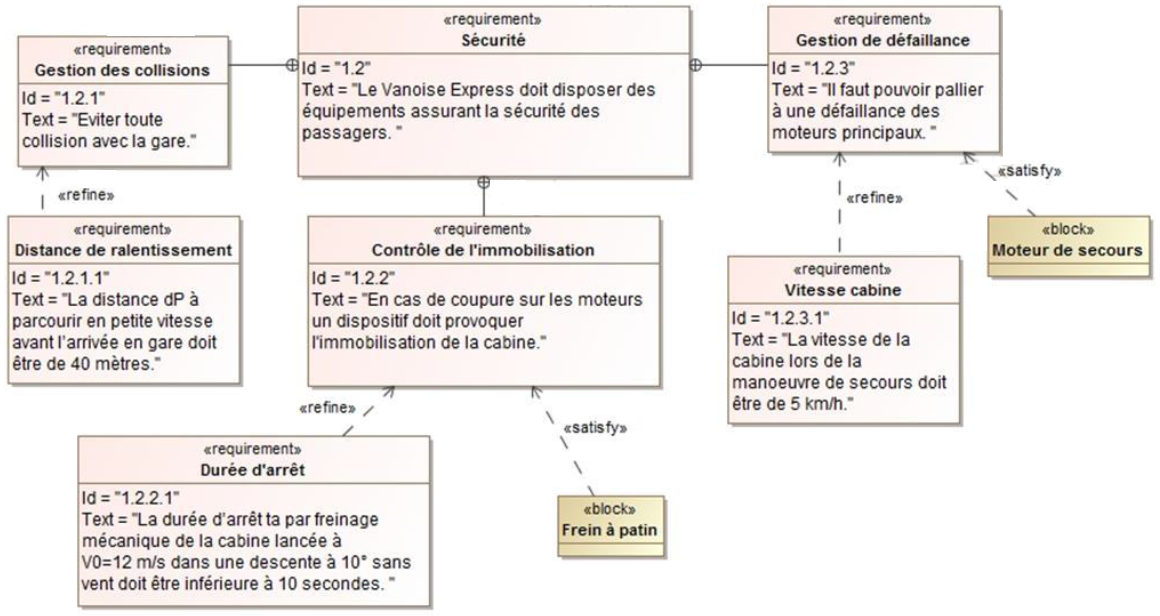 «requirement»
Sécurité
Id = "1.2"
Text = "Le Vanoise Express doit disposer des
équipements assurant la sécurité des
passagers. "
«requirement»
Gestion des collisions
Id = "1.2.1"
Text = "Eviter toute
collision avec la gare."
«requirement»
Gestion de défaillance
Id = "1.2.3"
Text = "Il faut pouvoir pallier
à une défaillance des
moteurs principaux. "
«refine»
«satisfy»
«refine»
«requirement»
Distance de ralentissement
Id = "1.2.1.1"
Text = "La distance dP à
parcourir en petite vitesse
avant l'arrivée en gare doit
être de 40 mètres."
«requirement»
Contrôle de l'immobilisation
Id = "1.2.2"
Text = "En cas de coupure sur les moteurs
un dispositif doit provoquer
l'immobilisation de la cabine."
«block»
Moteur de secours
«requirement»
Vitesse cabine
Id = "1.2.3.1"
Text = "La vitesse de la
cabine lors de la
manoeuvre de secours doit
être de 5 km/h."
«refine»
«satisfy»
«requirement»
Durée d'arrêt
Id = "1.2.2.1"
Text = "La durée d'arrêt ta par freinage
mécanique de la cabine lancée à
V0=12 m/s dans une descente à 10° sans
vent doit être inférieure à 10 secondes. "
«block»
Frein à patin